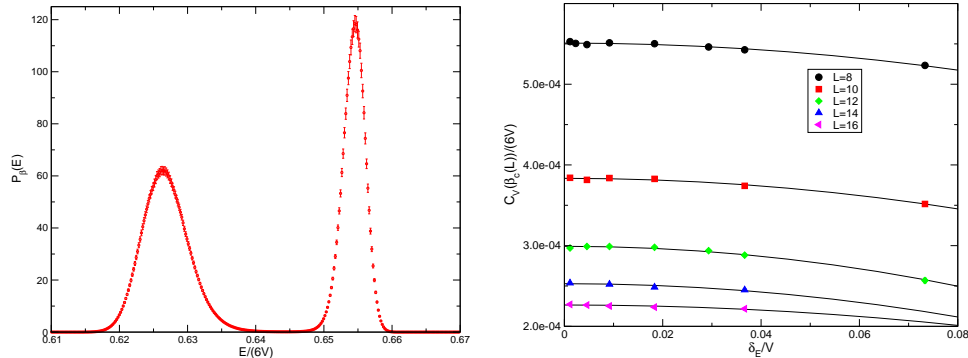 120
100
80
60
40
20
0
P_β(E)
0.61 0.62 0.63 0.64 0.65 0.66 0.67
E/(6V)
5.0e-04
4.0e-04
3.0e-04
2.0e-04
C_V(β_c(L))/(6V)
L=8
L=10
L=12
L=14
L=16
0 0.02 0.04 0.06 0.08
δ_E/V